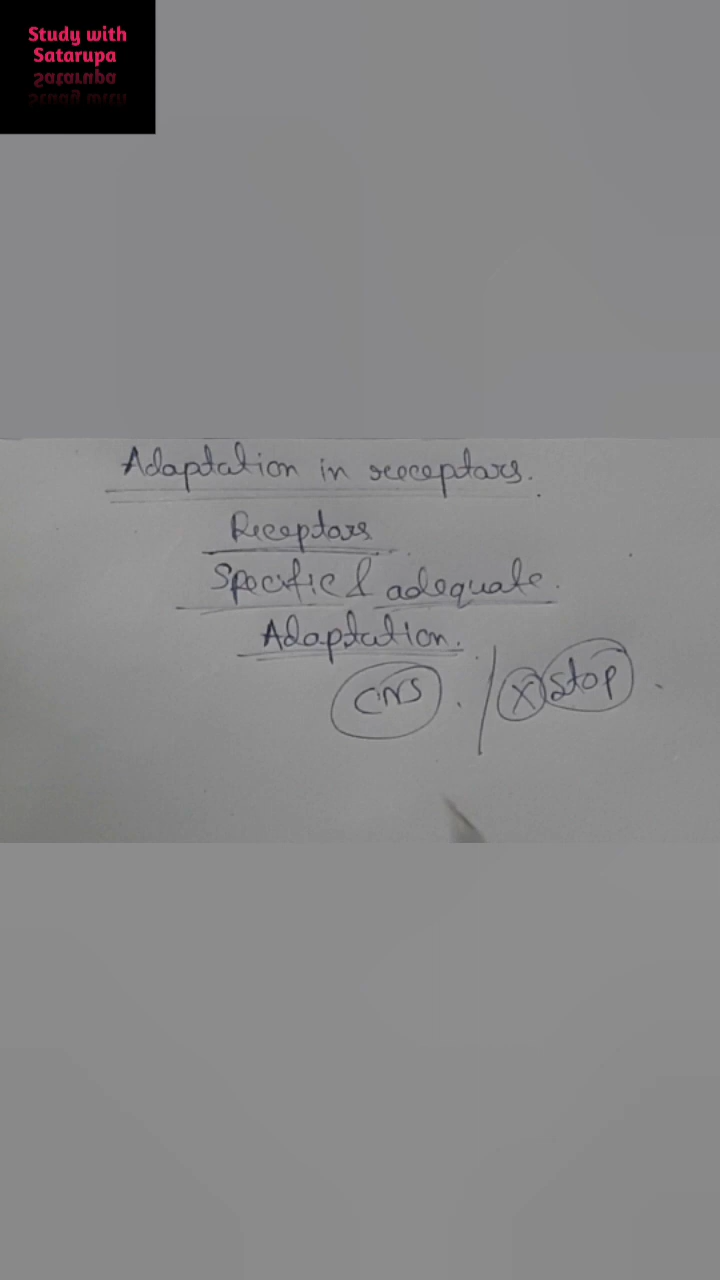 Study with
Satarupa
Adaptation in receptors.
Receptors
Specific & adequate.
Adaptation.
CNS . / X Stop .